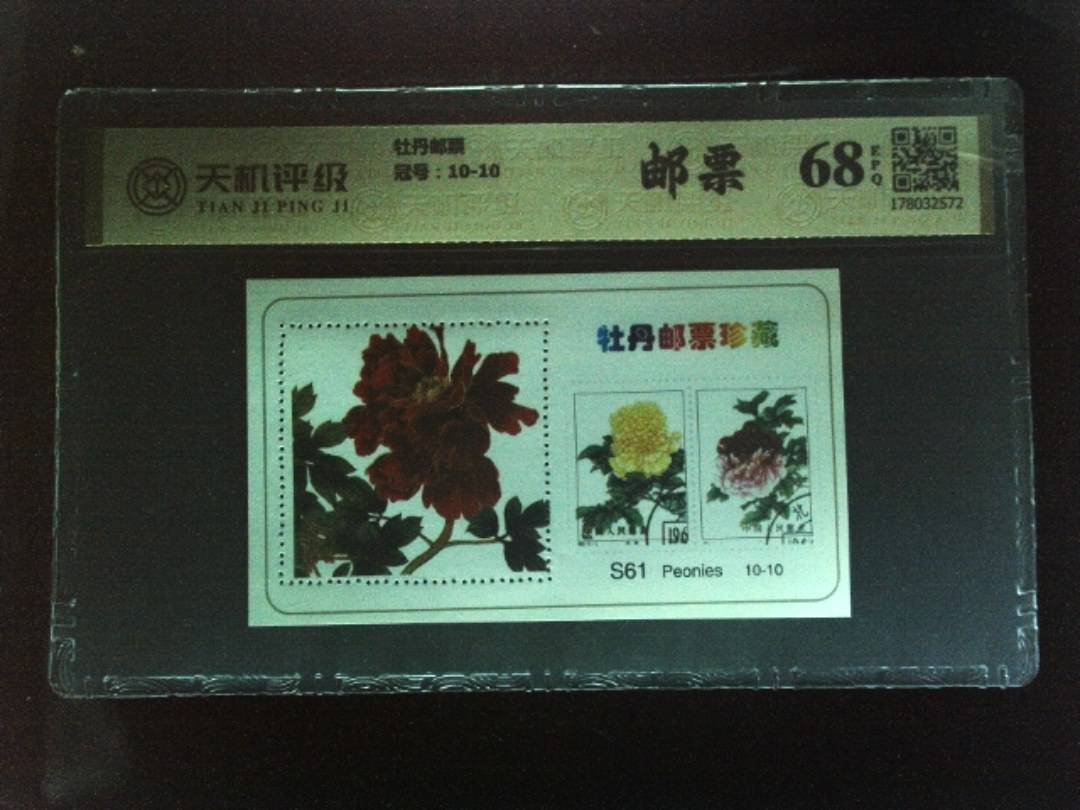 天机评级
TIAN JI PING JI
牡丹邮票
冠号：10-10
邮票
68
EPQ
178032572
牡丹邮票珍藏
196
S61 Peonies 10-10